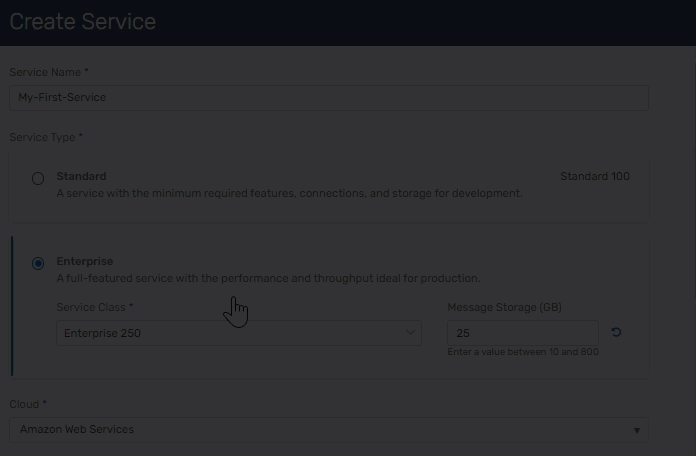 Create Service
Service Name *
My-First-Service
Service Type *
Standard
Standard 100
A service with the minimum required features, connections, and storage for development.
Enterprise
A full-featured service with the performance and throughput ideal for production.
Service Class *
Message Storage (GB)
Enterprise 250
25
Enter a value between 10 and 800
Cloud *
Amazon Web Services